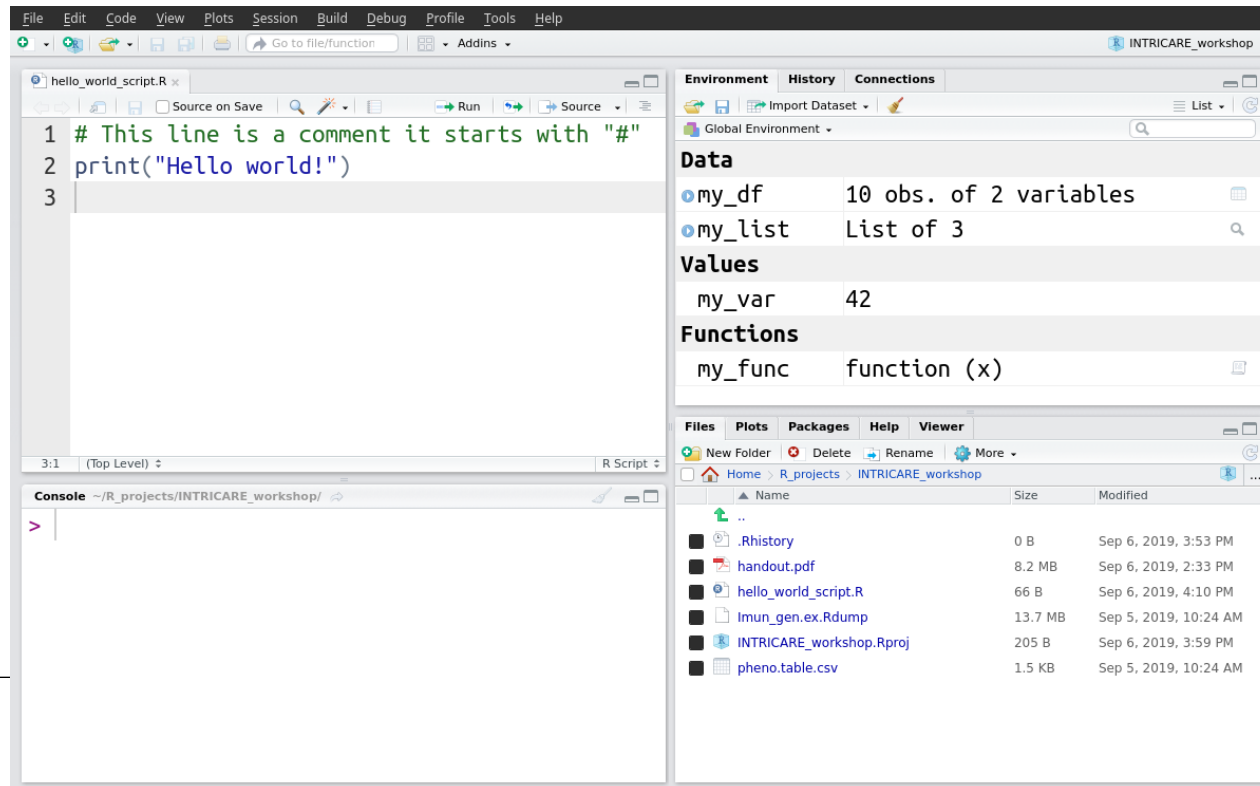 File Edit Code View Plots Session Build Debug Profile Tools Help
Go to file/function Addins INTRICARE_workshop
hello_world_script.R
Source on Save Run Source
1 # This line is a comment it starts with "#"
2 print("Hello world!")
3
3:1 (Top Level) R Script
Console ~/R_projects/INTRICARE_workshop/
>
Environment History Connections
Import Dataset List
Global Environment
Data
my_df 10 obs. of 2 variables
my_list List of 3
Values
my_var 42
Functions
my_func function (x)
Files Plots Packages Help Viewer
New Folder Delete Rename More
Home R_projects INTRICARE_workshop ...
Name Size Modified
..
.Rhistory 0 B Sep 6, 2019, 3:53 PM
handout.pdf 8.2 MB Sep 6, 2019, 2:33 PM
hello_world_script.R 66 B Sep 6, 2019, 4:10 PM
Imun_gen.ex.Rdump 13.7 MB Sep 5, 2019, 10:24 AM
INTRICARE_workshop.Rproj 205 B Sep 6, 2019, 3:59 PM
pheno.table.csv 1.5 KB Sep 5, 2019, 10:24 AM